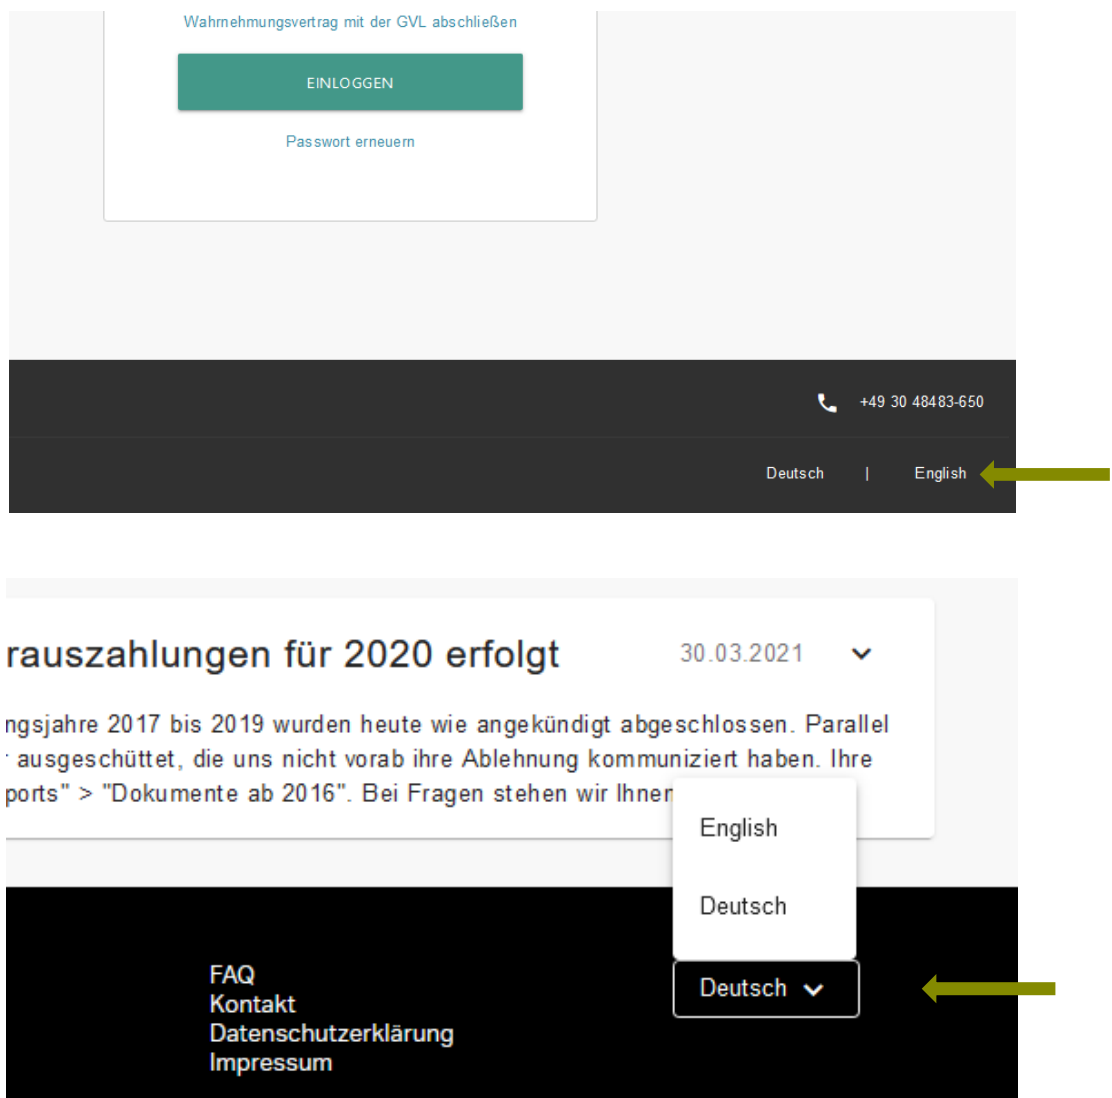 Wahrnehmungsvertrag mit der GVL abschließen
EINLOGGEN
Passwort erneuern
+49 30 48483-650
Deutsch | English
rauszahlungen für 2020 erfolgt 30.03.2021
ngsjahre 2017 bis 2019 wurden heute wie angekündigt abgeschlossen. Parallel
ausgeschüttet, die uns nicht vorab ihre Ablehnung kommuniziert haben. Ihre
ports" > "Dokumente ab 2016". Bei Fragen stehen wir Ihnen
English
Deutsch
Deutsch
FAQ
Kontakt
Datenschutzerklärung
Impressum